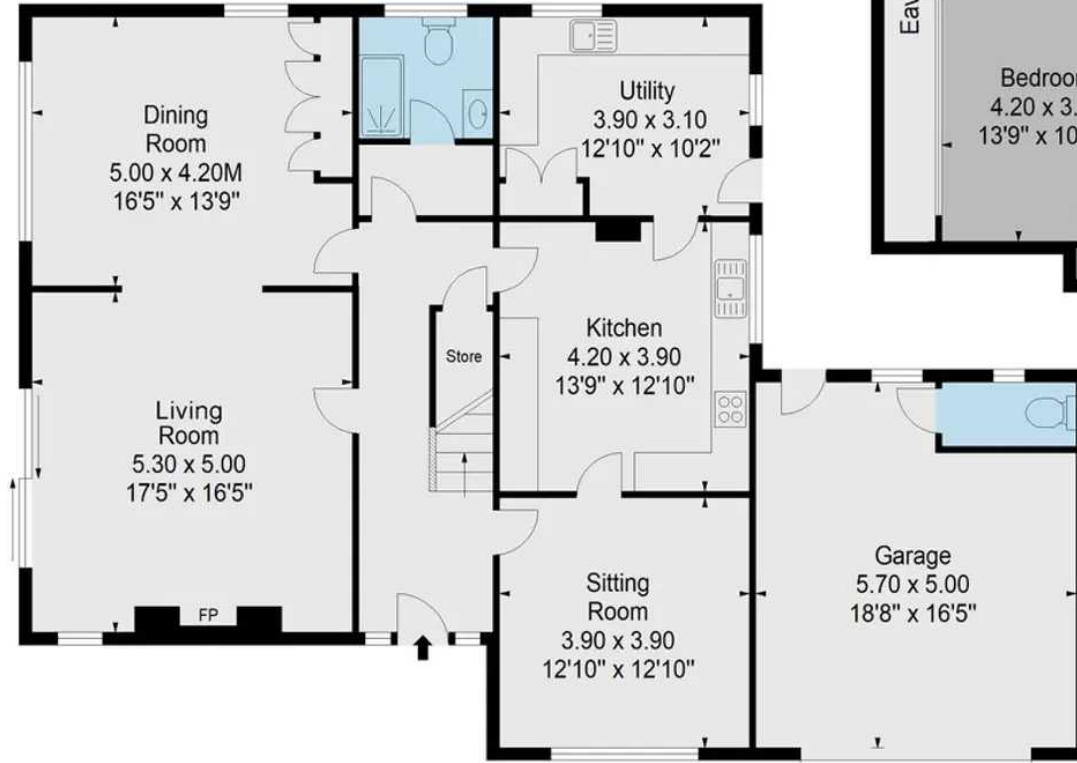 Dining
Room
5.00 x 4.20M
16'5" x 13'9"
Utility
3.90 x 3.10
12'10" x 10'2"
Eav
Bedroo
4.20 x 3.
13'9" x 10
Store
Kitchen
4.20 x 3.90
13'9" x 12'10"
Living
Room
5.30 x 5.00
17'5" x 16'5"
FP
Sitting
Room
3.90 x 3.90
12'10" x 12'10"
Garage
5.70 x 5.00
18'8" x 16'5"